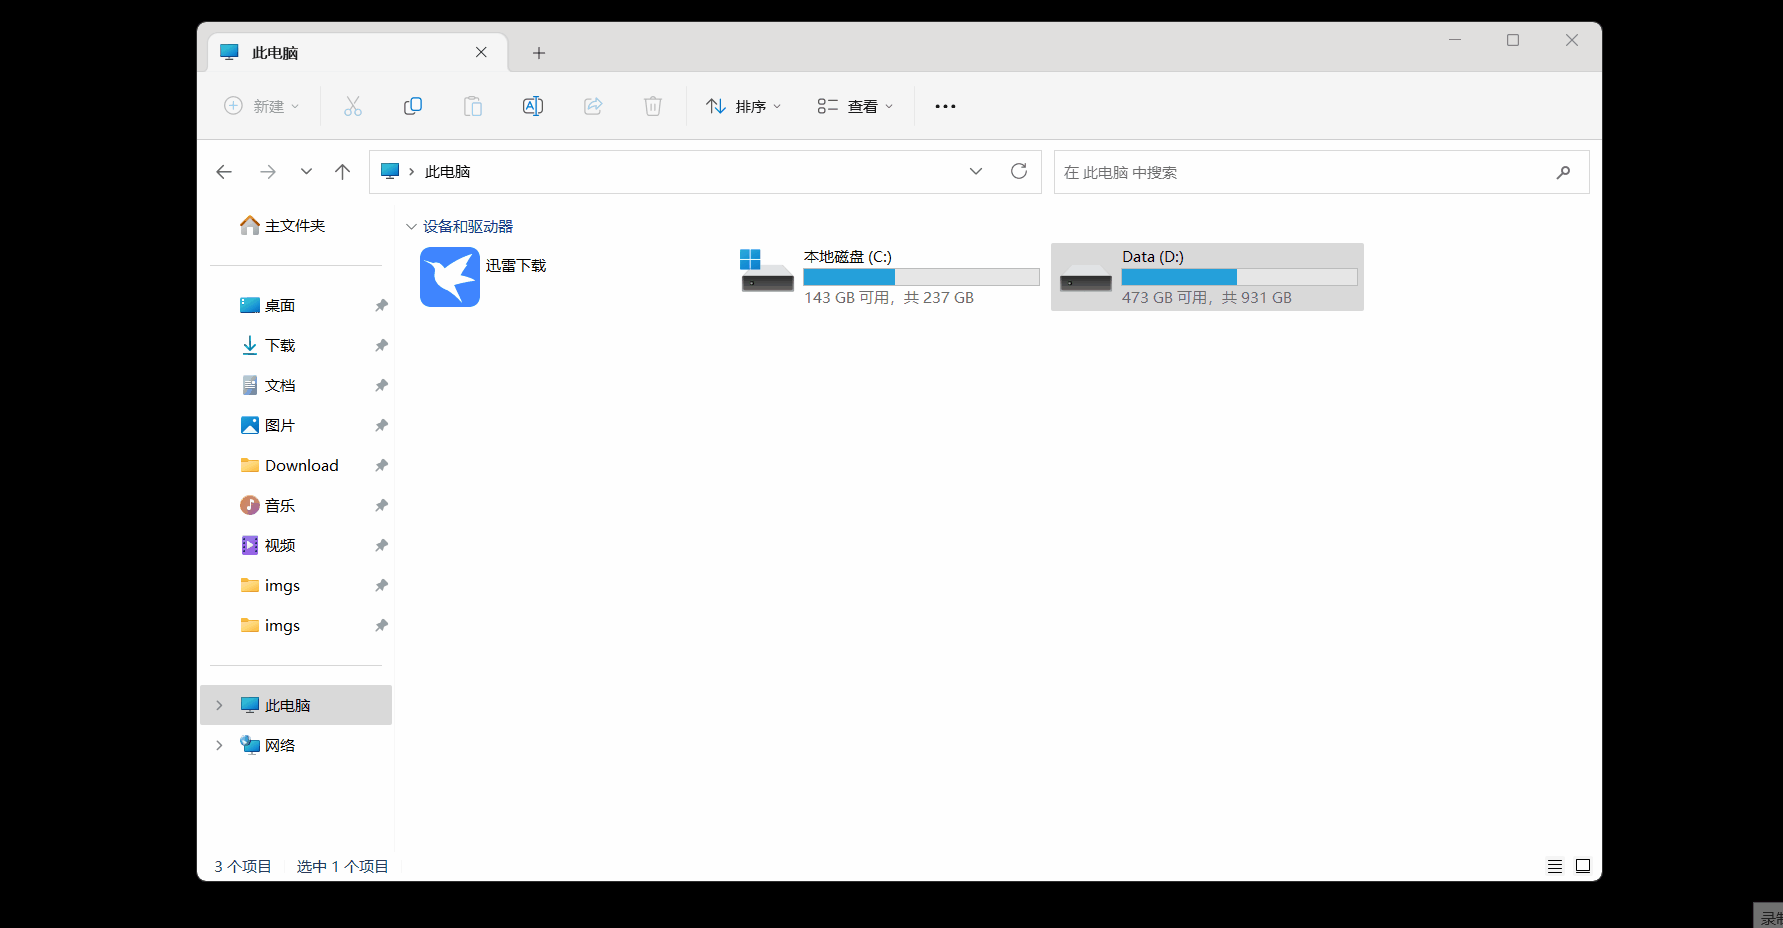 此电脑
新建
排序
查看
此电脑
在 此电脑 中搜索
主文件夹
桌面
下载
文档
图片
Download
音乐
视频
imgs
imgs
此电脑
网络
设备和驱动器
迅雷下载
本地磁盘 (C:)
143 GB 可用，共 237 GB
Data (D:)
473 GB 可用，共 931 GB
3 个项目
选中 1 个项目